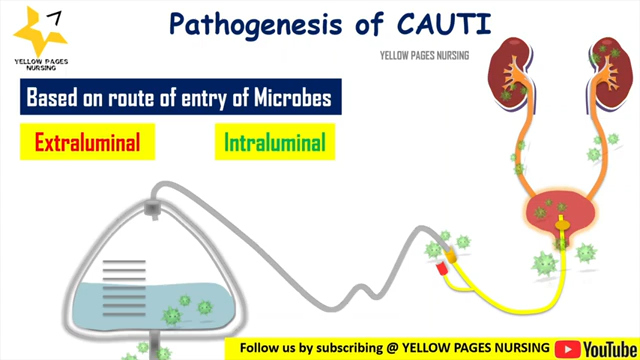 Pathogenesis of CAUTI
YELLOW PAGES
NURSING
YELLOW PAGES NURSING
Based on route of entry of Microbes
Extraluminal
Intraluminal
Follow us by subscribing @ YELLOW PAGES NURSING
YouTube